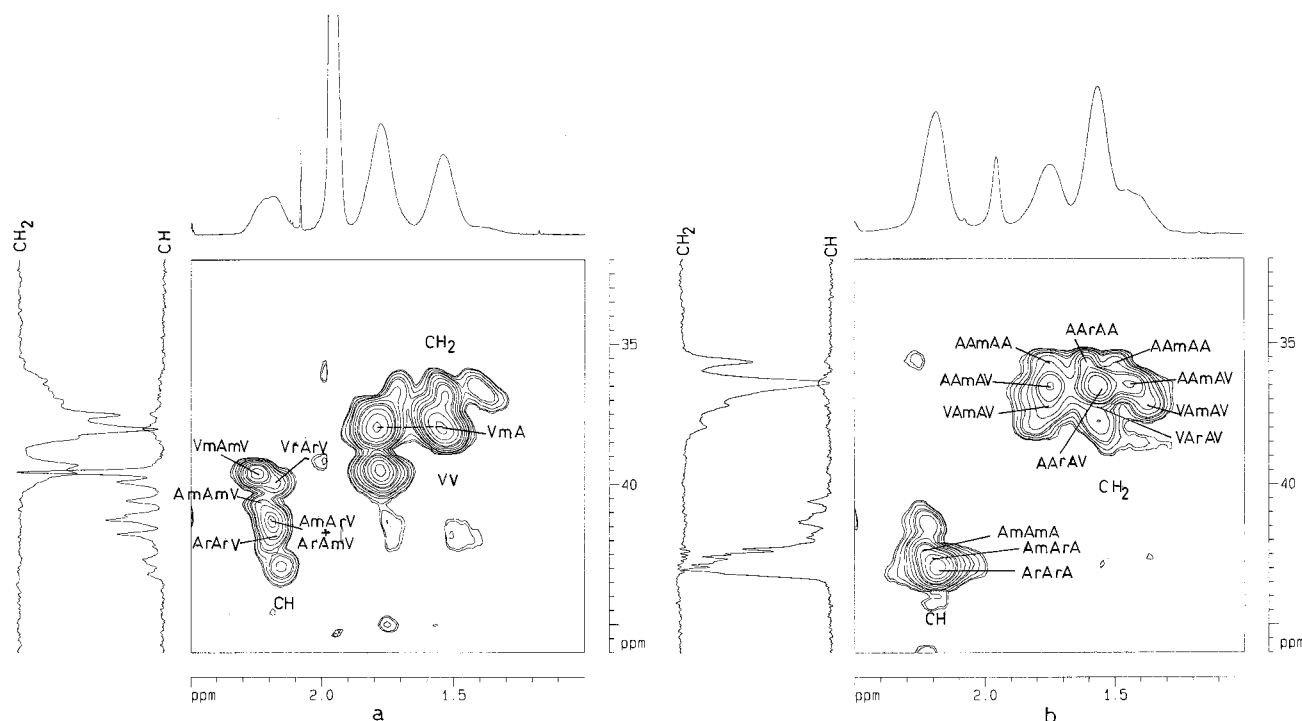 CH2
CH
CH2
VmAmV
VrArV
AmAmV
AmArV
+
ArAmV
ArArV
CH
VmA
VV
35
40
ppm
ppm
2.0
1.5
a
CH2
CH
AArAA
AAmAA
AAmAA
AAmAV
AAmAV
VAmAV
VAmAV
VArAV
AArAV
CH2
AmAmA
AmArA
ArArA
CH
35
40
ppm
ppm
2.0
1.5
b